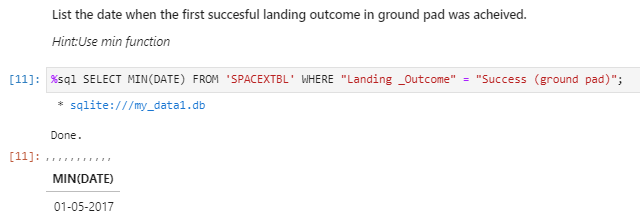 List the date when the first succesful landing outcome in ground pad was acheived.
Hint:Use min function
[11]: %sql SELECT MIN(DATE) FROM 'SPACEXTBL' WHERE "Landing _Outcome" = "Success (ground pad)";
* sqlite:///my_data1.db
Done.
[11]: , , , , , , , , , , ,
MIN(DATE)
01-05-2017